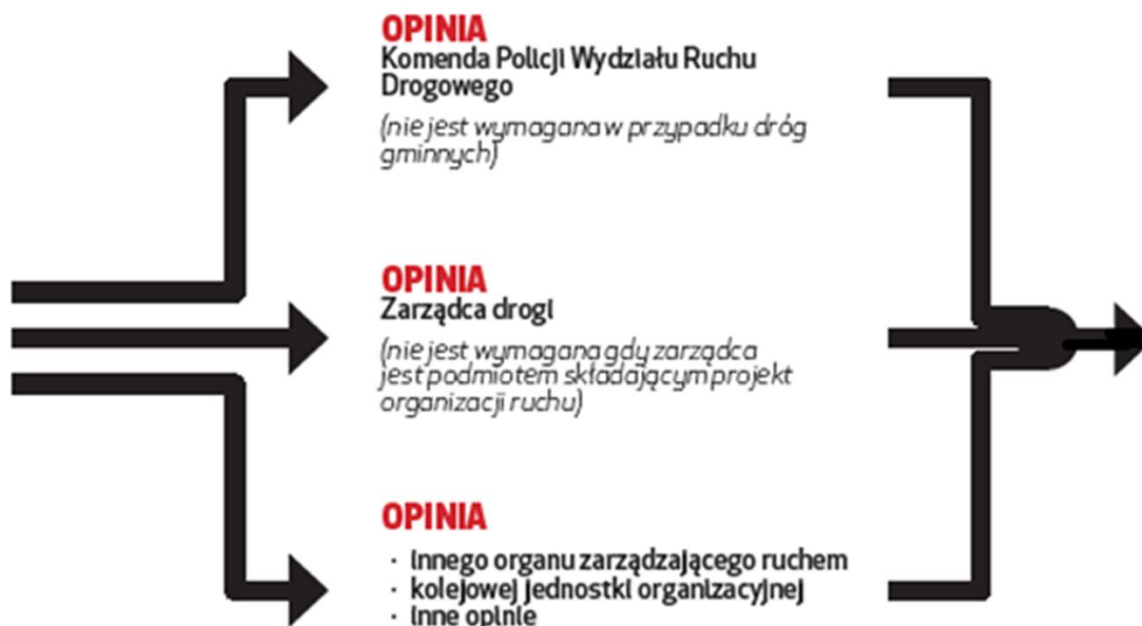 OPINIA
Komenda Policji Wydziału Ruchu
Drogowego
(nie jest wymagana w przypadku dróg
gminnych)
OPINIA
Zarządca drogi
(nie jest wymagana gdy zarządca
jest podmiotem składającym projekt
organizacji ruchu)
OPINIA
· innego organu zarządzającego ruchem
· kolejowej jednostki organizacyjnej
· inne opinie